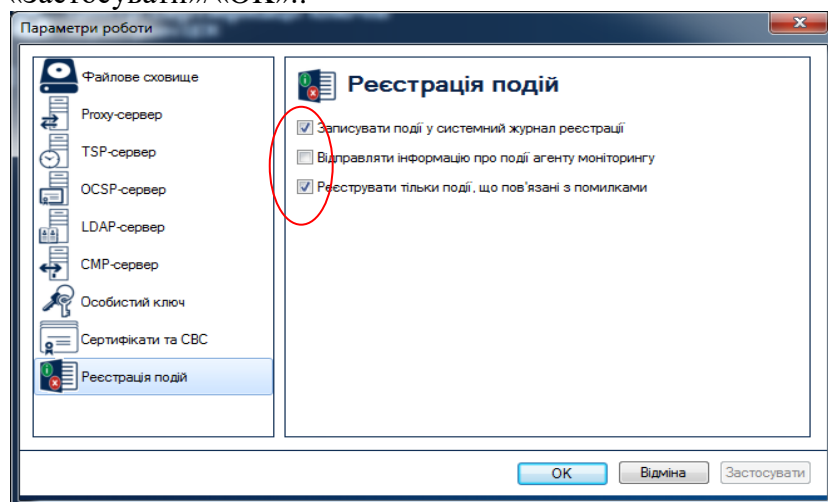 «Застосувати»/ «ОК»..
Параметри роботи
Файлове сховище
Proxy-сервер
TSP-сервер
OCSP-сервер
LDAP-сервер
CMP-сервер
Особистий ключ
Сертифікати та СВС
Реєстрація подій
Реєстрація подій
Записувати події у системний журнал реєстрації
Відправляти інформацію про події агенту моніторингу
Реєструвати тільки події, що пов'язані з помилками
OK
Відміна
Застосувати